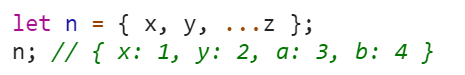 let n = { x, y, ...z };
n; // { x: 1, y: 2, a: 3, b: 4 }